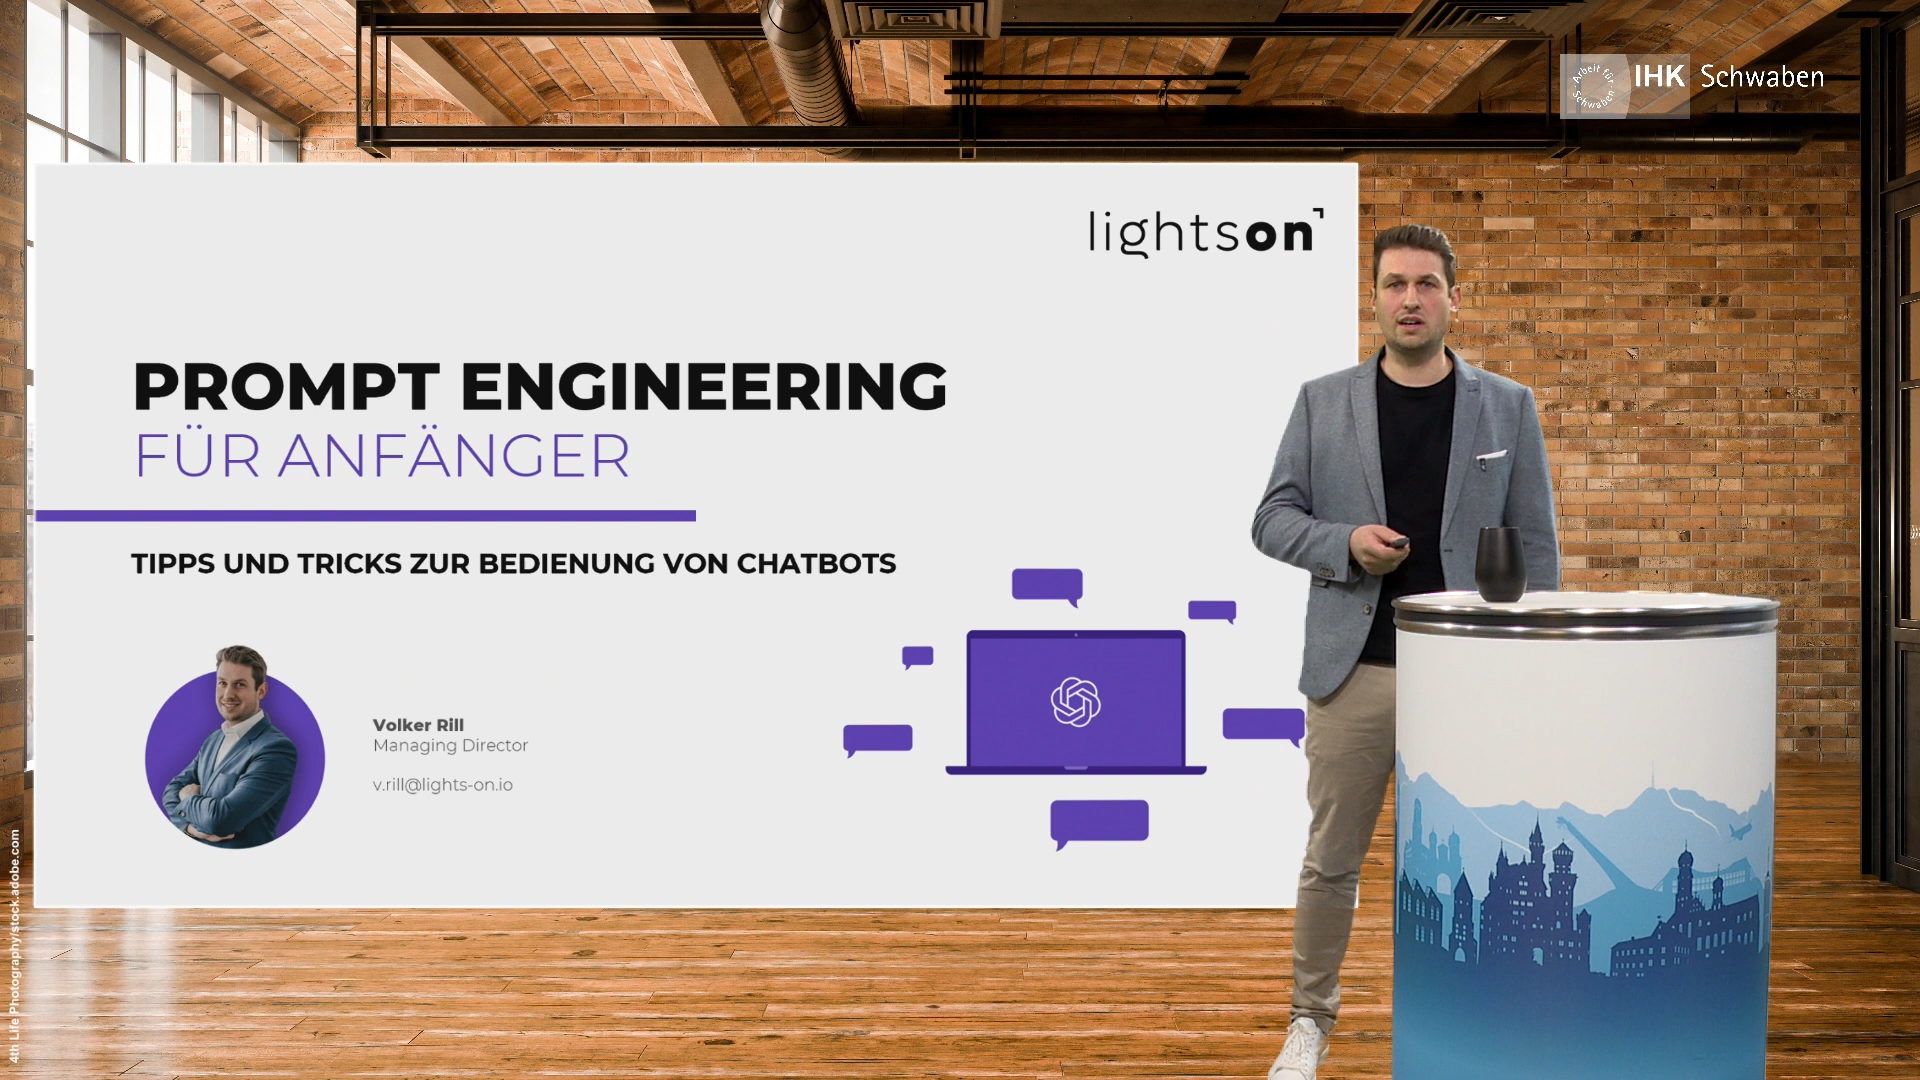 Arbeit für
Schwaben
IHK Schwaben
lightson
PROMPT ENGINEERING
FÜR ANFÄNGER
TIPPS UND TRICKS ZUR BEDIENUNG VON CHATBOTS
Volker Rill
Managing Director
v.rill@lights-on.io
4th Life Photography/stock.adobe.com